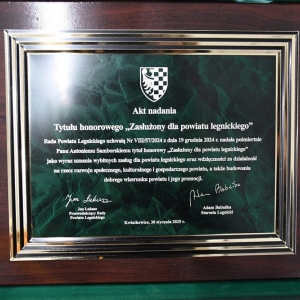 Akt nadania
Tytułu honorowego „Zasłużony dla powiatu legnickiego”
Rada Powiatu Legnickiego uchwałą Nr VIII/57/2024 z dnia 19 grudnia 2024 r. nadała pośmiertnie
Panu Antoniemu Samborskiemu tytuł honorowy „Zasłużony dla powiatu legnickiego”
jako wyraz uznania wybitnych zasług dla powiatu legnickiego oraz wdzięczności za działalność
na rzecz rozwoju społecznego, kulturalnego i gospodarczego powiatu, a także budowania
dobrego wizerunku powiatu i jego promocji.
Jan Łukasz
Adam Babuśka
Przewodniczący Rady
Starosta Legnicki
Powiatu Legnickiego
Kwiatkowice, 30 stycznia 2025 r.